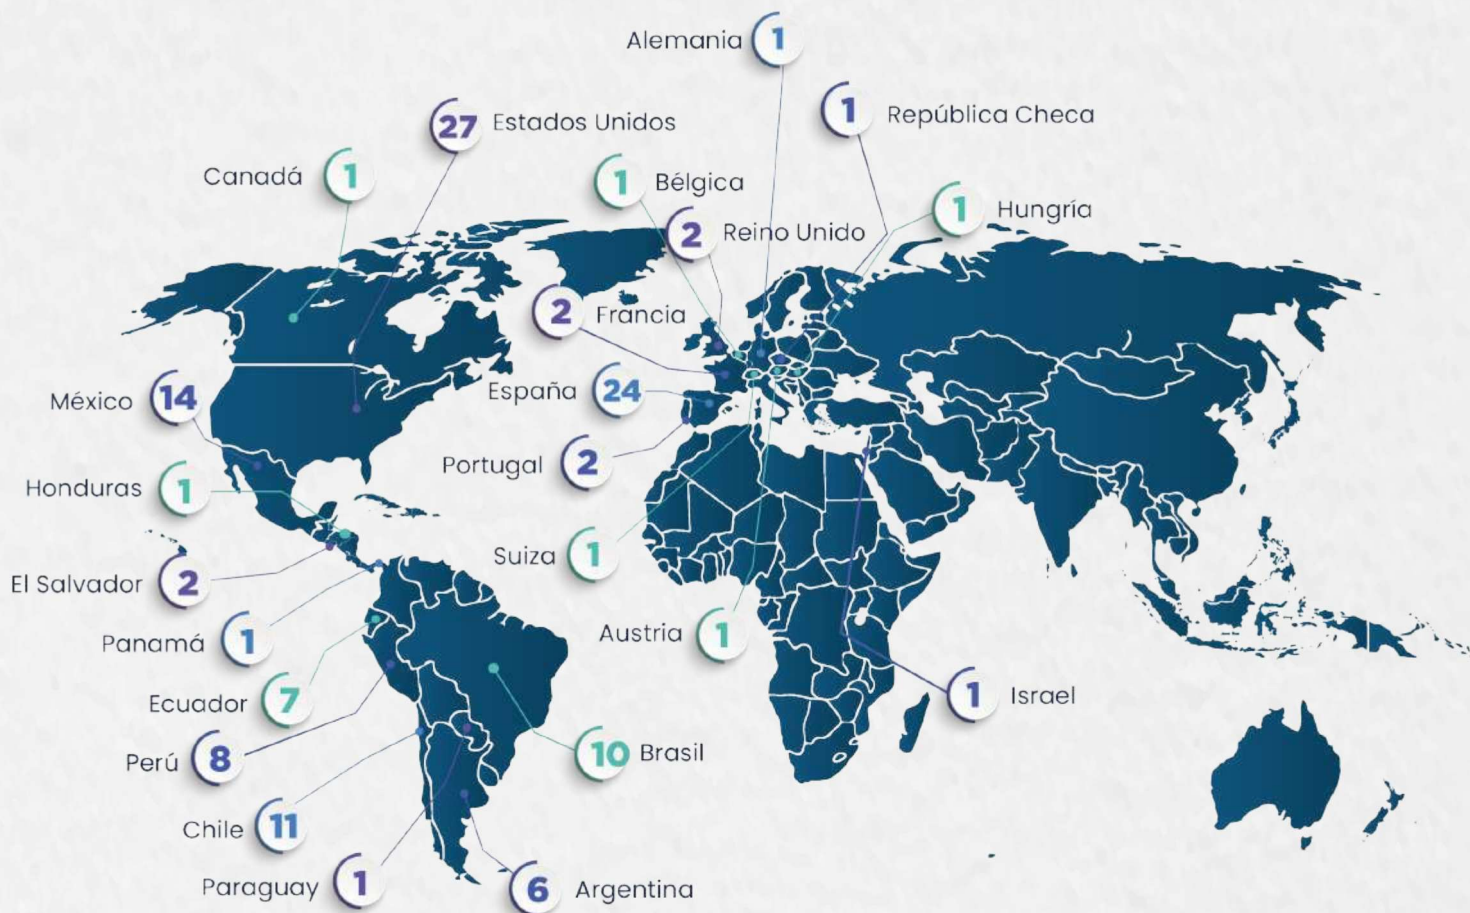 Alemania 1
1 República Checa
27 Estados Unidos
Canadá 1
1 Bélgica
1 Hungría
2 Reino Unido
2 Francia
México 14
España 24
Portugal 2
Honduras 1
Suiza 1
El Salvador 2
Panamá 1
Austria 1
Ecuador 7
1 Israel
Perú 8
10 Brasil
Chile 11
Paraguay 1
6 Argentina